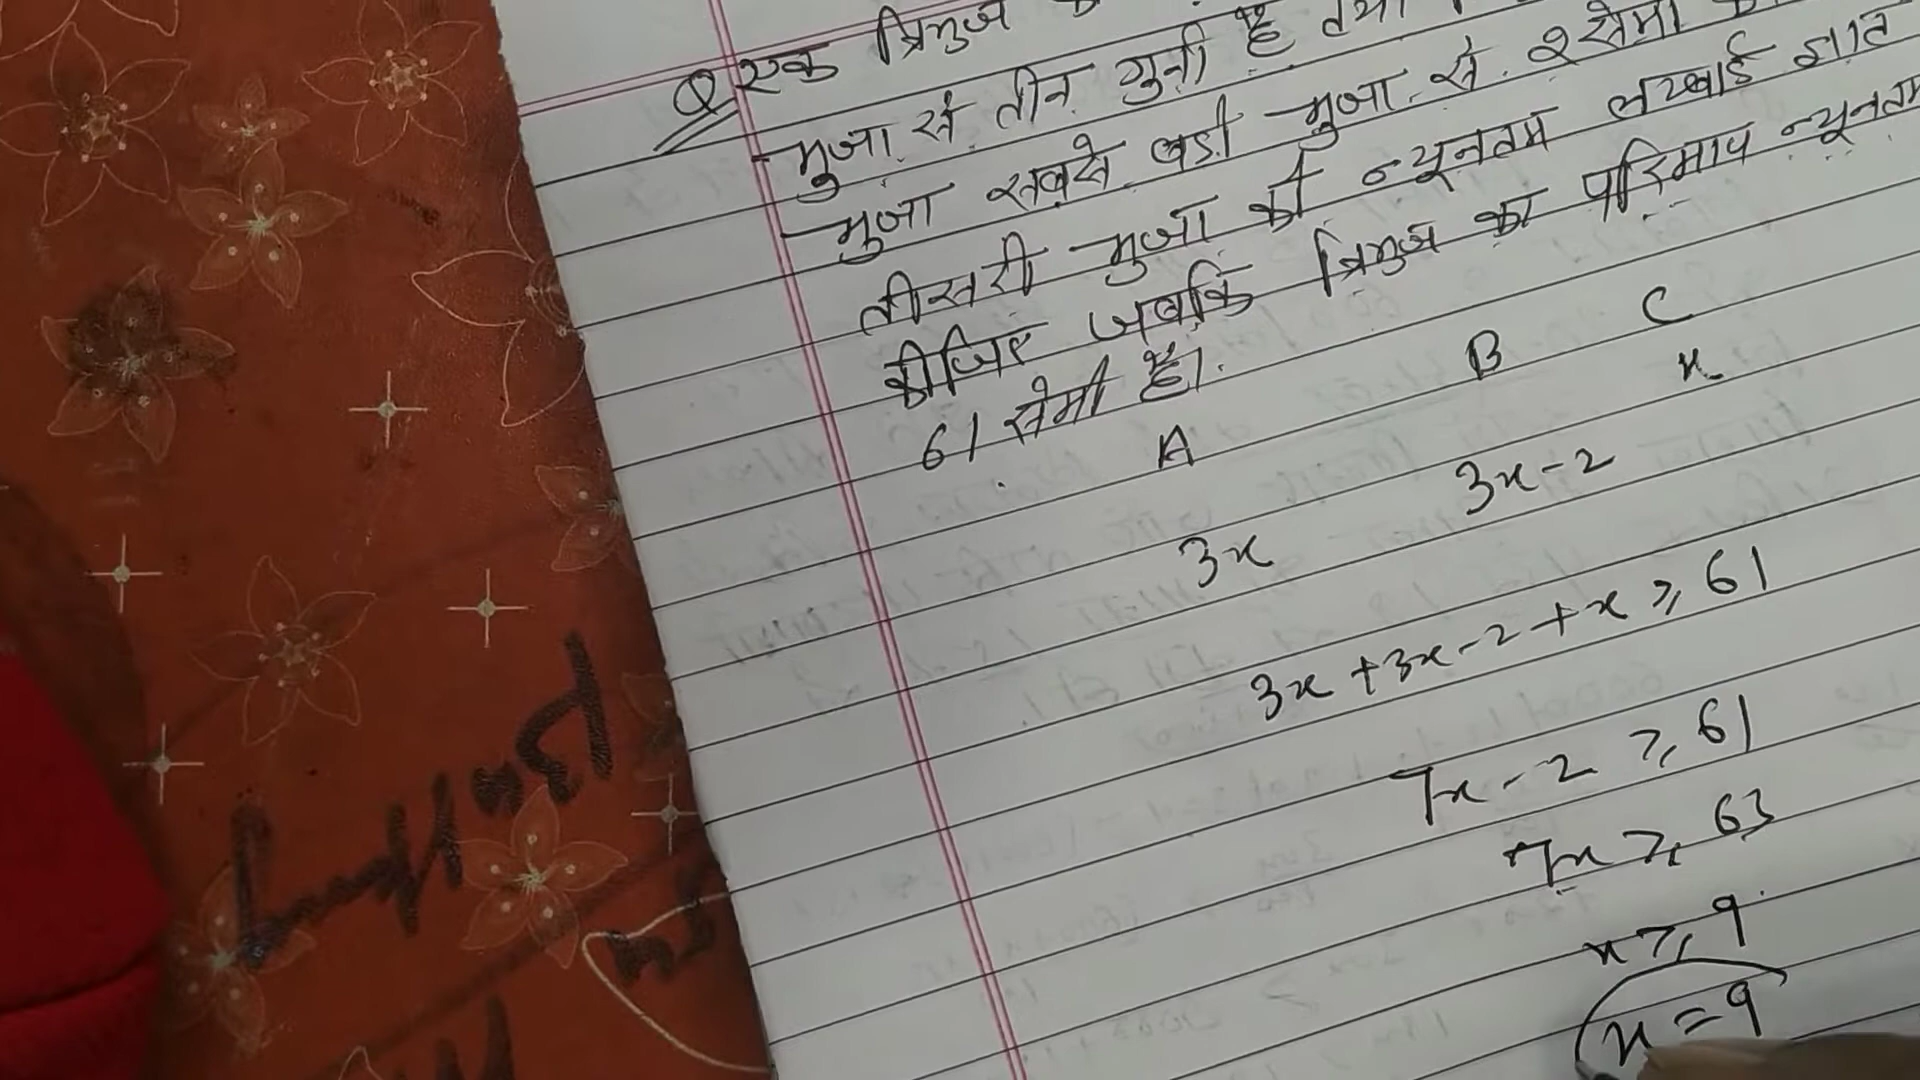 Q एक त्रिभुज
भुजा से तीन गुनी है तथा
भुजा सबसे बडी भुजा से 2 सेमी
तीसरी भुजा की न्यूनतम लम्बाई ज्ञात
कीजिए जबकि त्रिभुज का परिमाप न्यूनतम
61 सेमी है।
A B C
3x 3x-2 x
3x+3x-2+x ⩾ 61
7x-2 ⩾ 61
7x ⩾ 63
x ⩾ 9
x = 9